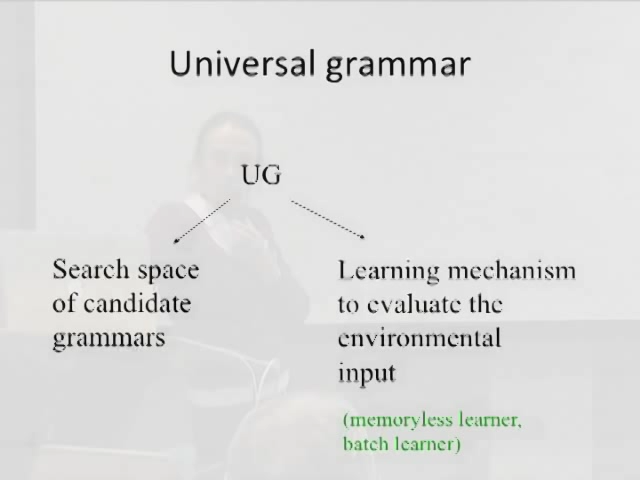 Universal grammar
UG
Search space
of candidate
grammars
Learning mechanism
to evaluate the
environmental
input
(memoryless learner,
batch learner)